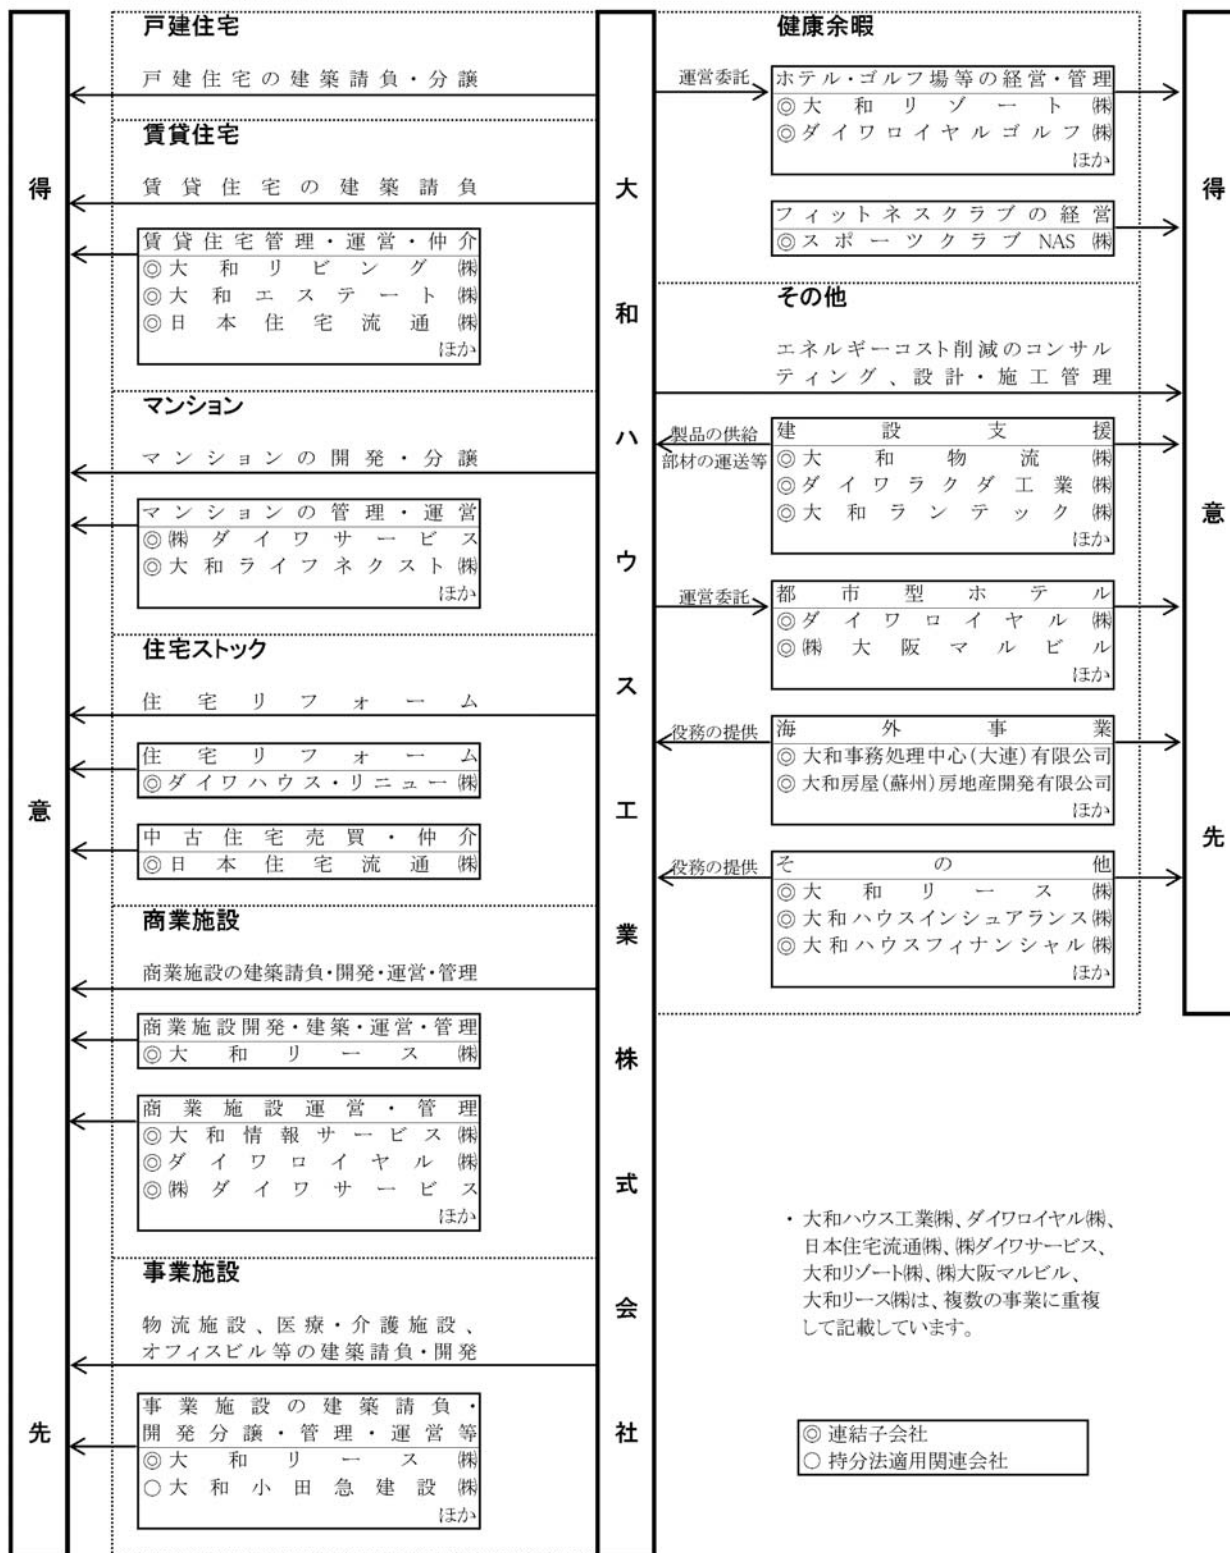 得意先
戸建住宅
戸建住宅の建築請負・分譲
賃貸住宅
賃貸住宅の建築請負
賃貸住宅管理・運営・仲介
◎大和リビング㈱
◎大和エステート㈱
◎日本住宅流通㈱
ほか
マンション
マンションの開発・分譲
マンションの管理・運営
◎㈱ダイワサービス
◎大和ライフネクスト㈱
ほか
住宅ストック
住宅リフォーム
住宅リフォーム
◎ダイワハウス・リニュー㈱
中古住宅売買・仲介
◎日本住宅流通㈱
商業施設
商業施設の建築請負・開発・運営・管理
商業施設開発・建築・運営・管理
◎大和リース㈱
商業施設運営・管理
◎大和情報サービス㈱
◎ダイワロイヤル㈱
◎㈱ダイワサービス
ほか
事業施設
物流施設、医療・介護施設、
オフィスビル等の建築請負・開発
事業施設の建築請負・
開発分譲・管理・運営等
◎大和リース㈱
○大和小田急建設㈱
ほか
大和ハウス工業株式会社
健康余暇
運営委託
ホテル・ゴルフ場等の経営・管理
◎大和リゾート㈱
◎ダイワロイヤルゴルフ㈱
ほか
フィットネスクラブの経営
◎スポーツクラブNAS㈱
その他
エネルギーコスト削減のコンサル
ティング、設計・施工管理
製品の供給
部材の運送等
建設支援
◎大和物流㈱
◎ダイワラクダ工業㈱
◎大和ランテック㈱
ほか
運営委託
都市型ホテル
◎ダイワロイヤル㈱
◎㈱大阪マルビル
ほか
役務の提供
海外事業
◎大和事務処理中心(大連)有限公司
◎大和房屋(蘇州)房地産開発有限公司
ほか
役務の提供
その他
◎大和リース㈱
◎大和ハウスインシュアランス㈱
◎大和ハウスフィナンシャル㈱
ほか
得意先
・大和ハウス工業㈱、ダイワロイヤル㈱、
日本住宅流通㈱、㈱ダイワサービス、
大和リゾート㈱、㈱大阪マルビル、
大和リース㈱は、複数の事業に重複
して記載しています。
◎連結子会社
○持分法適用関連会社